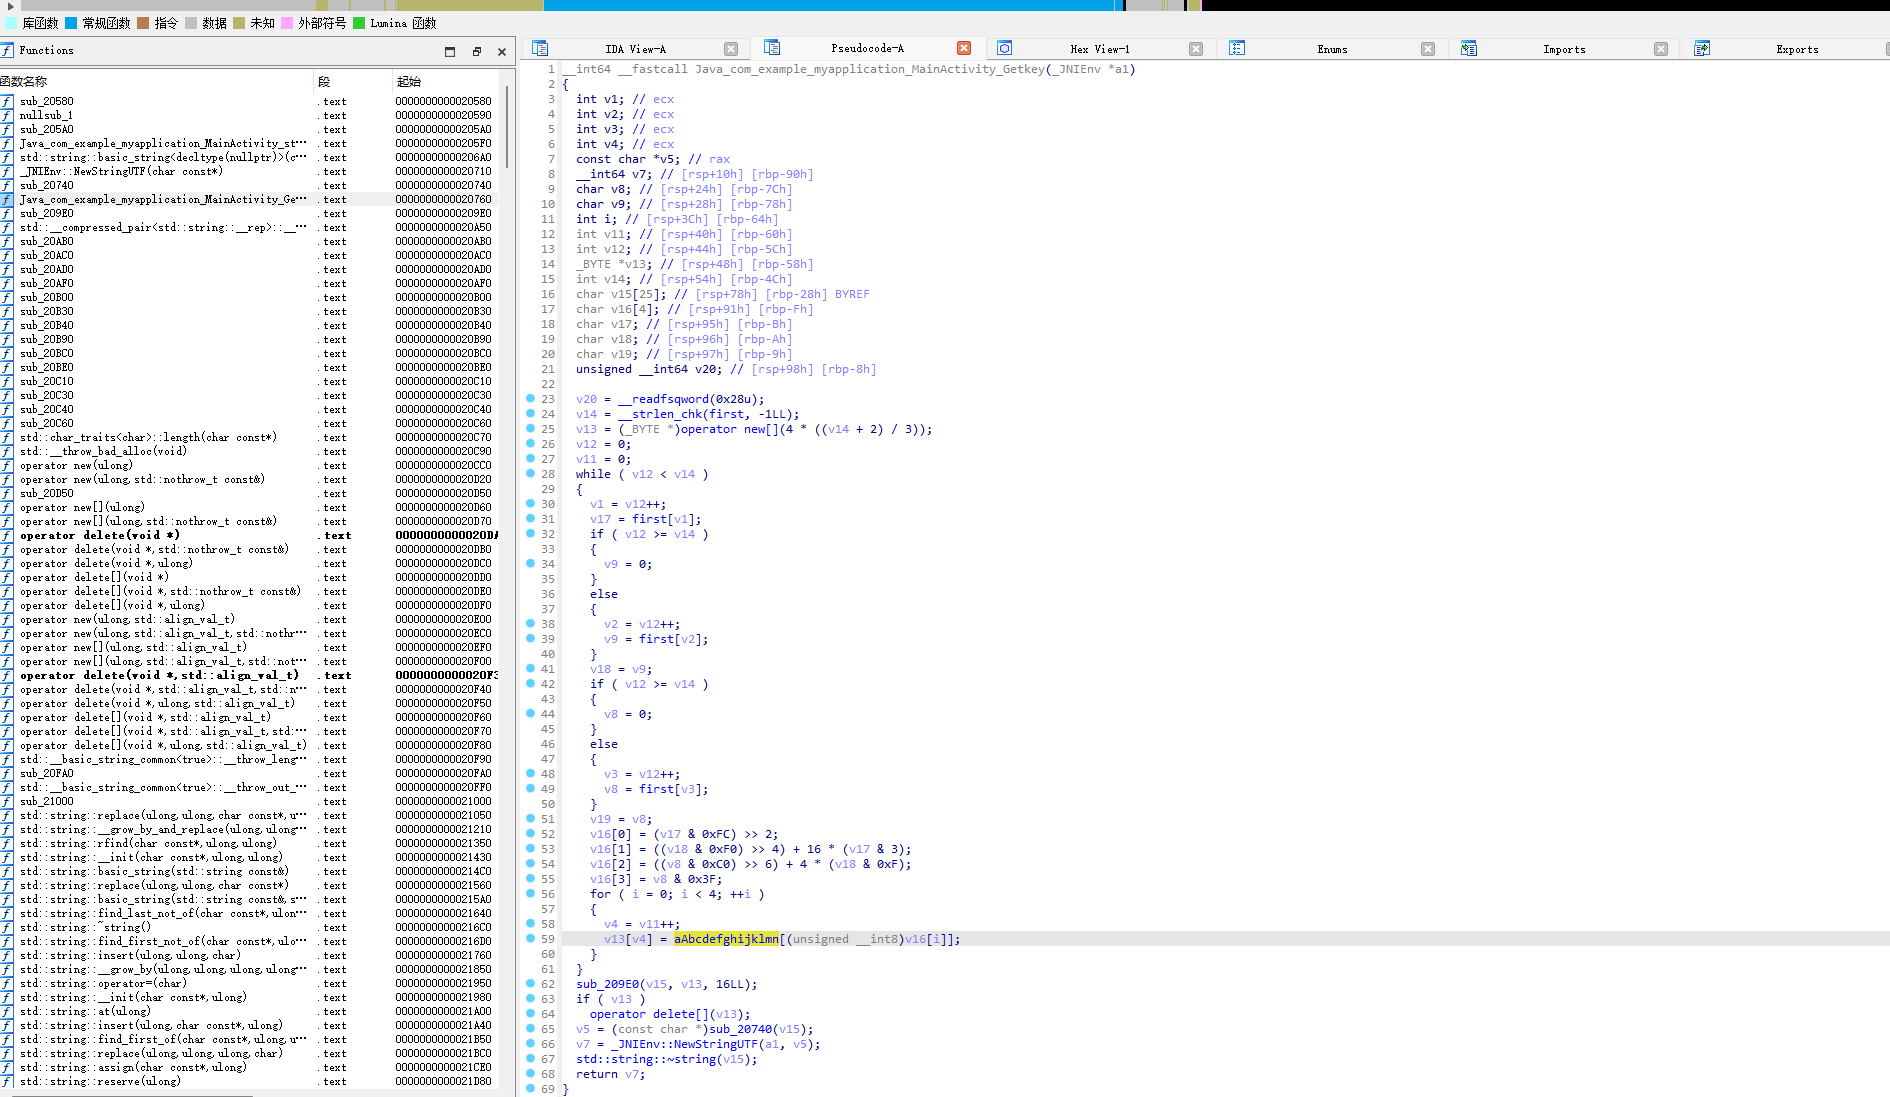 库函数 常规函数 指令 数据 未知 外部符号 Lumina 函数
Functions
函数名称 段 起始
sub_20580 .text 0000000000020580
nullsub_1 .text 0000000000020590
sub_205A0 .text 00000000000205A0
Java_com_example_myapplication_MainActivity_st··· .text 00000000000205F0
std::string::basic_string<decltype(nullptr)>(c··· .text 00000000000206A0
_JNIEnv::NewStringUTF(char const*) .text 0000000000020710
sub_20740 .text 0000000000020740
Java_com_example_myapplication_MainActivity_Ge··· .text 0000000000020760
sub_209E0 .text 00000000000209E0
std::__compressed_pair<std::string::__rep>::__··· .text 0000000000020A50
sub_20AB0 .text 0000000000020AB0
sub_20AC0 .text 0000000000020AC0
sub_20AD0 .text 0000000000020AD0
sub_20AF0 .text 0000000000020AF0
sub_20B00 .text 0000000000020B00
sub_20B30 .text 0000000000020B30
sub_20B40 .text 0000000000020B40
sub_20B90 .text 0000000000020B90
sub_20BC0 .text 0000000000020BC0
sub_20BE0 .text 0000000000020BE0
sub_20C10 .text 0000000000020C10
sub_20C30 .text 0000000000020C30
sub_20C40 .text 0000000000020C40
sub_20C60 .text 0000000000020C60
std::char_traits<char>::length(char const*) .text 0000000000020C70
std::__throw_bad_alloc(void) .text 0000000000020C90
operator new(ulong) .text 0000000000020CC0
operator new(ulong,std::nothrow_t const&) .text 0000000000020D20
sub_20D50 .text 0000000000020D50
operator new[](ulong) .text 0000000000020D60
operator new[](ulong,std::nothrow_t const&) .text 0000000000020D70
operator delete(void *) .text 0000000000020DA
operator delete(void *,std::nothrow_t const&) .text 0000000000020DB0
operator delete(void *,ulong) .text 0000000000020DC0
operator delete[](void *) .text 0000000000020DD0
operator delete[](void *,std::nothrow_t const&) .text 0000000000020DE0
operator delete[](void *,ulong) .text 0000000000020DF0
operator new(ulong,std::align_val_t) .text 0000000000020E00
operator new(ulong,std::align_val_t,std::nothr··· .text 0000000000020EC0
operator new[](ulong,std::align_val_t) .text 0000000000020EF0
operator new[](ulong,std::align_val_t,std::not··· .text 0000000000020F00
operator delete(void *,std::align_val_t) .text 0000000000020F3
operator delete(void *,std::align_val_t,std::n··· .text 0000000000020F40
operator delete(void *,ulong,std::align_val_t) .text 0000000000020F50
operator delete[](void *,std::align_val_t) .text 0000000000020F60
operator delete[](void *,std::align_val_t,std:··· .text 0000000000020F70
operator delete[](void *,ulong,std::align_val_t) .text 0000000000020F80
std::__basic_string_common<true>::__throw_leng··· .text 0000000000020F90
sub_20FA0 .text 0000000000020FA0
std::__basic_string_common<true>::__throw_out_··· .text 0000000000020FF0
sub_21000 .text 0000000000021000
std::string::replace(ulong,ulong,char const*,u··· .text 0000000000021050
std::string::__grow_by_and_replace(ulong,ulong··· .text 0000000000021210
std::string::rfind(char const*,ulong,ulong) .text 0000000000021350
std::string::__init(char const*,ulong,ulong) .text 0000000000021430
std::string::basic_string(std::string const&) .text 00000000000214C0
std::string::replace(ulong,ulong,char const*) .text 0000000000021560
std::string::basic_string(std::string const&,s··· .text 00000000000215A0
std::string::find_last_not_of(char const*,ulon··· .text 0000000000021640
std::string::~string() .text 00000000000216C0
std::string::find_first_not_of(char const*,ulo··· .text 00000000000216D0
std::string::insert(ulong,ulong,char) .text 0000000000021760
std::string::__grow_by(ulong,ulong,ulong,ulong··· .text 0000000000021850
std::string::operator=(char) .text 0000000000021950
std::string::__init(char const*,ulong) .text 0000000000021980
std::string::at(ulong) .text 0000000000021A00
std::string::insert(ulong,char const*,ulong) .text 0000000000021A40
std::string::find_first_of(char const*,ulong,u··· .text 0000000000021B50
std::string::replace(ulong,ulong,ulong,char) .text 0000000000021BC0
std::string::assign(char const*,ulong) .text 0000000000021CE0
std::string::reserve(ulong) .text 0000000000021D80
IDA View-A Pseudocode-A Hex View-1 Enums Imports Exports
1 __int64 __fastcall Java_com_example_myapplication_MainActivity_Getkey(_JNIEnv *a1)
2 {
3 int v1; // ecx
4 int v2; // ecx
5 int v3; // ecx
6 int v4; // ecx
7 const char *v5; // rax
8 __int64 v7; // [rsp+10h] [rbp-90h]
9 char v8; // [rsp+24h] [rbp-7Ch]
10 char v9; // [rsp+28h] [rbp-78h]
11 int i; // [rsp+3Ch] [rbp-64h]
12 int v11; // [rsp+40h] [rbp-60h]
13 int v12; // [rsp+44h] [rbp-5Ch]
14 _BYTE *v13; // [rsp+48h] [rbp-58h]
15 int v14; // [rsp+54h] [rbp-4Ch]
16 char v15[25]; // [rsp+78h] [rbp-28h] BYREF
17 char v16[4]; // [rsp+91h] [rbp-Fh]
18 char v17; // [rsp+95h] [rbp-Bh]
19 char v18; // [rsp+96h] [rbp-Ah]
20 char v19; // [rsp+97h] [rbp-9h]
21 unsigned __int64 v20; // [rsp+98h] [rbp-8h]
22
23 v20 = __readfsqword(0x28u);
24 v14 = __strlen_chk(first, -1LL);
25 v13 = (_BYTE *)operator new[](4 * ((v14 + 2) / 3));
26 v12 = 0;
27 v11 = 0;
28 while ( v12 < v14 )
29 {
30 v1 = v12++;
31 v17 = first[v1];
32 if ( v12 >= v14 )
33 {
34 v9 = 0;
35 }
36 else
37 {
38 v2 = v12++;
39 v9 = first[v2];
40 }
41 v18 = v9;
42 if ( v12 >= v14 )
43 {
44 v8 = 0;
45 }
46 else
47 {
48 v3 = v12++;
49 v8 = first[v3];
50 }
51 v19 = v8;
52 v16[0] = (v17 & 0xFC) >> 2;
53 v16[1] = ((v18 & 0xF0) >> 4) + 16 * (v17 & 3);
54 v16[2] = ((v8 & 0xC0) >> 6) + 4 * (v18 & 0xF);
55 v16[3] = v8 & 0x3F;
56 for ( i = 0; i < 4; ++i )
57 {
58 v4 = v11++;
59 v13[v4] = aAbcdefghijklmn[(unsigned __int8)v16[i]];
60 }
61 }
62 sub_209E0(v15, v13, 16LL);
63 if ( v13 )
64 operator delete[](v13);
65 v5 = (const char *)sub_20740(v15);
66 v7 = _JNIEnv::NewStringUTF(a1, v5);
67 std::string::~string(v15);
68 return v7;
69 }